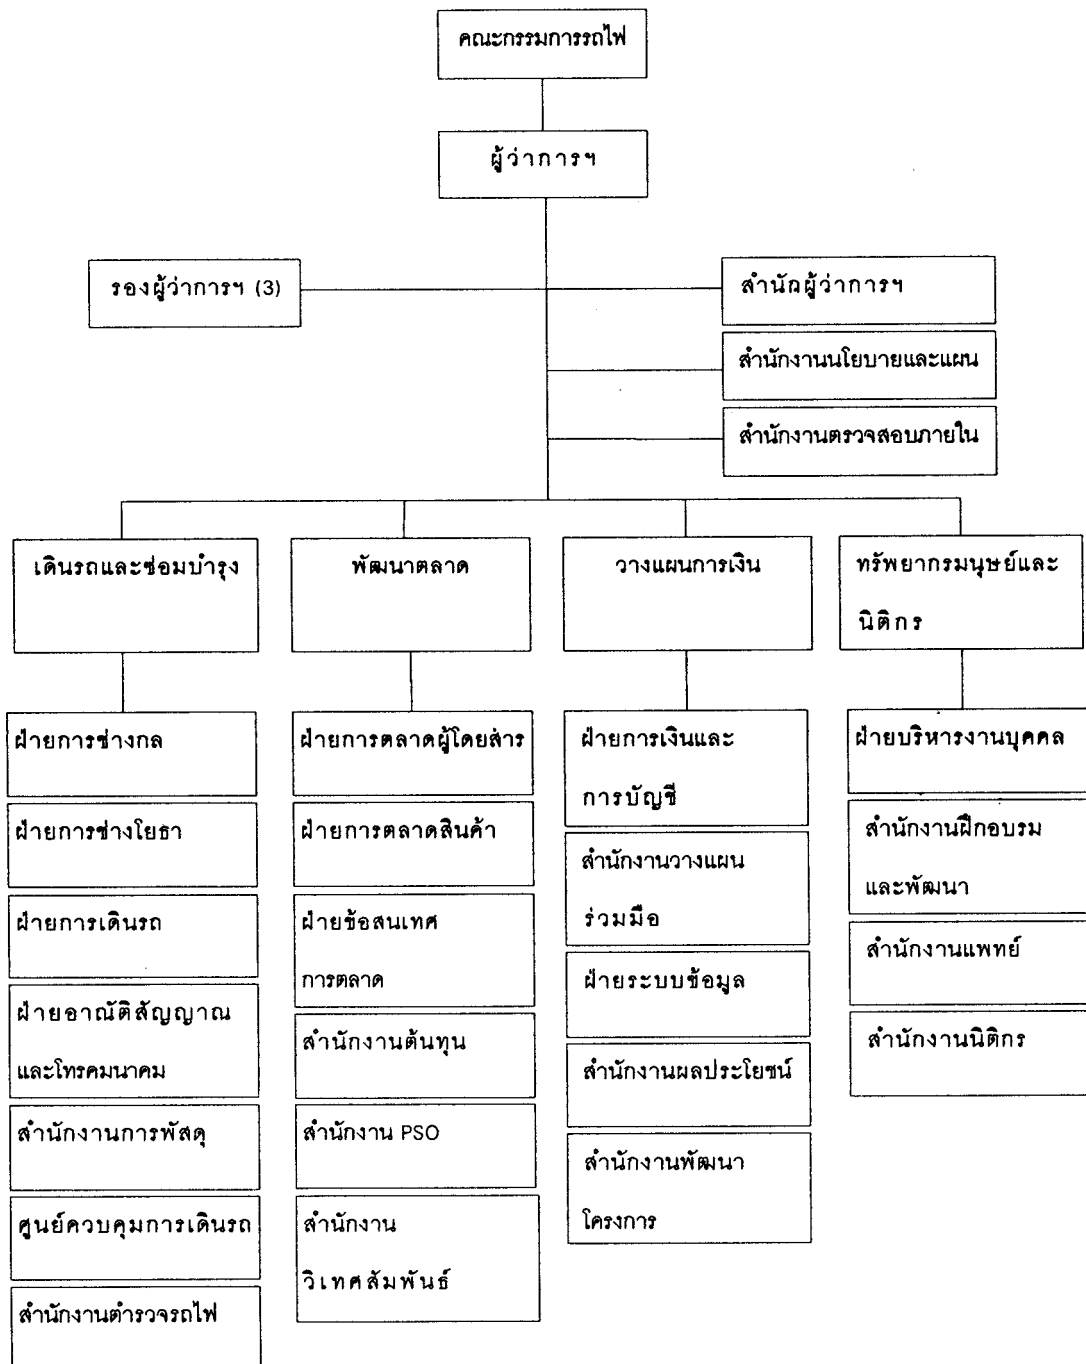 คณะกรรมการรถไฟ
ผู้ว่าการฯ
รองผู้ว่าการฯ (3)
สำนักผู้ว่าการฯ
สำนักงานนโยบายและแผน
สำนักงานตรวจสอบภายใน
เดินรถและซ่อมบำรุง
พัฒนาตลาด
วางแผนการเงิน
ทรัพยากรมนุษย์และ
นิติกร
ฝ่ายการช่างกล
ฝ่ายการช่างโยธา
ฝ่ายการเดินรถ
ฝ่ายอาณัติสัญญาณ
และโทรคมนาคม
สำนักงานการพัสดุ
ศูนย์ควบคุมการเดินรถ
สำนักงานตำรวจรถไฟ
ฝ่ายการตลาดผู้โดยสาร
ฝ่ายการตลาดสินค้า
ฝ่ายข้อสนเทศ
การตลาด
สำนักงานต้นทุน
สำนักงาน PSO
สำนักงาน
วิเทศสัมพันธ์
ฝ่ายการเงินและ
การบัญชี
สำนักงานวางแผน
ร่วมมือ
ฝ่ายระบบข้อมูล
สำนักงานผลประโยชน์
สำนักงานพัฒนา
โครงการ
ฝ่ายบริหารงานบุคคล
สำนักงานฝึกอบรม
และพัฒนา
สำนักงานแพทย์
สำนักงานนิติกร